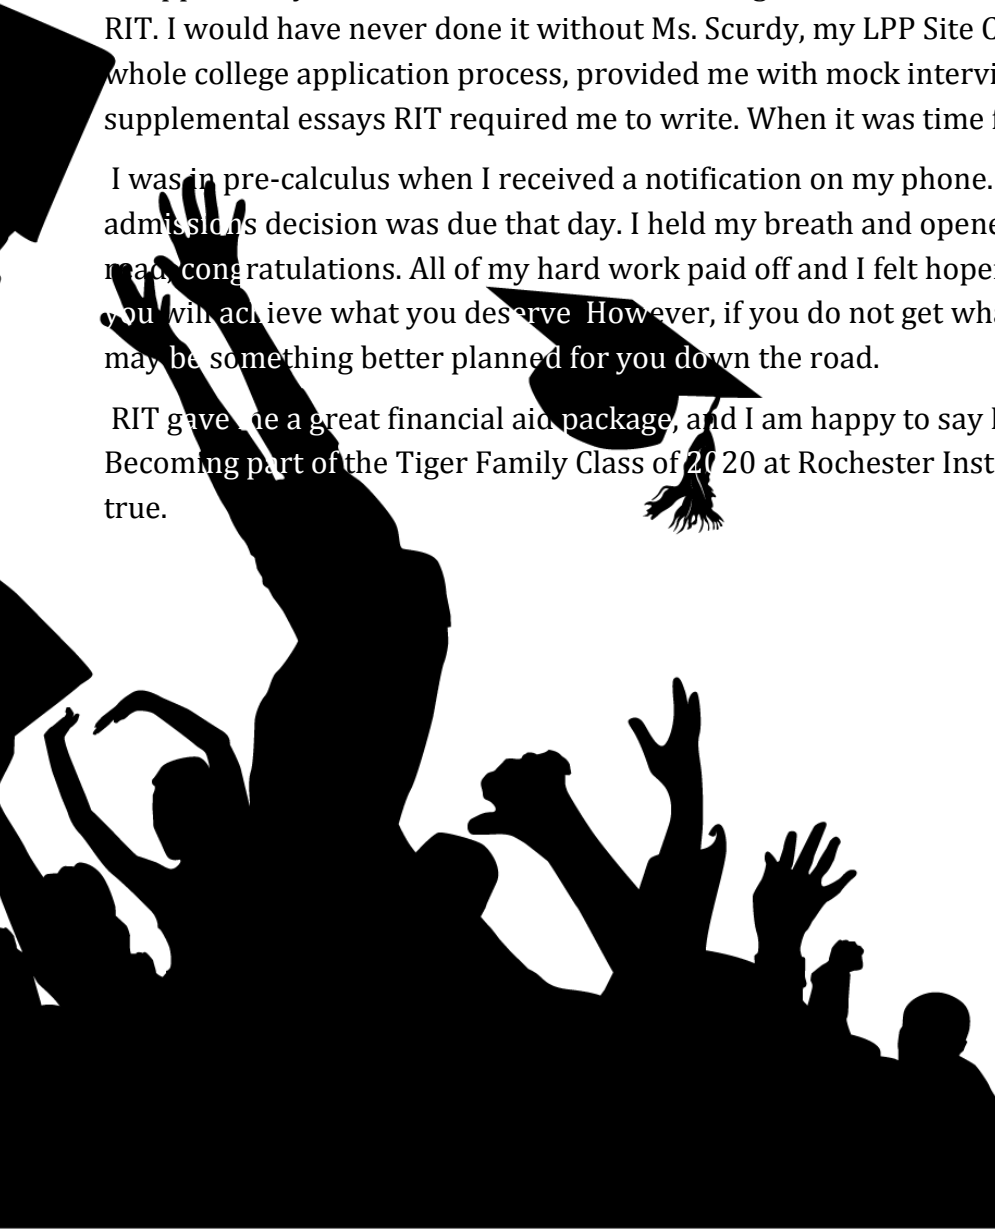 RIT. I would have never done it without Ms. Scurdy, my LPP Site
whole college application process, provided me with mock intervi
supplemental essays RIT required me to write. When it was time
I was in pre-calculus when I received a notification on my phone.
admissions decision was due that day. I held my breath and opene
read, congratulations. All of my hard work paid off and I felt hope
you will achieve what you deserve However, if you do not get wh
may be something better planned for you down the road.
RIT gave me a great financial aid package, and I am happy to say
Becoming part of the Tiger Family Class of 2020 at Rochester Inst
true.